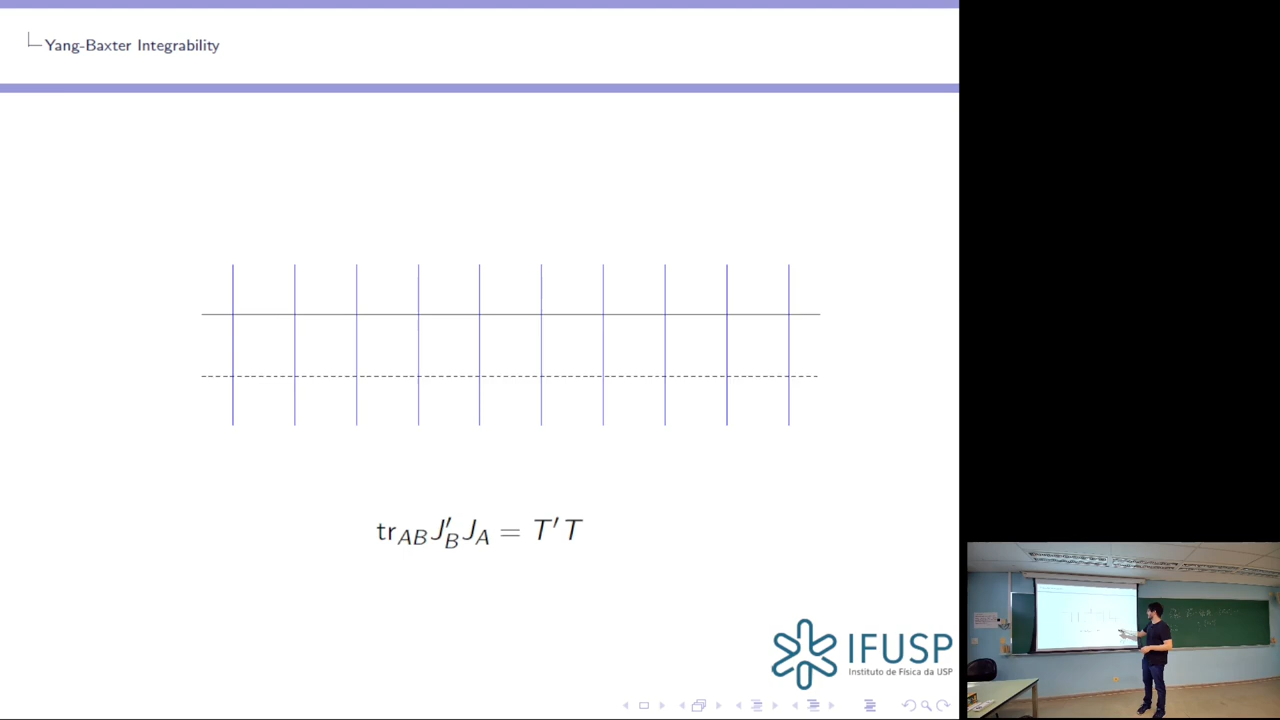 Yang-Baxter Integrability
tr_{AB} J'_B J_A = T'T
IFUSP
Instituto de Física da USP